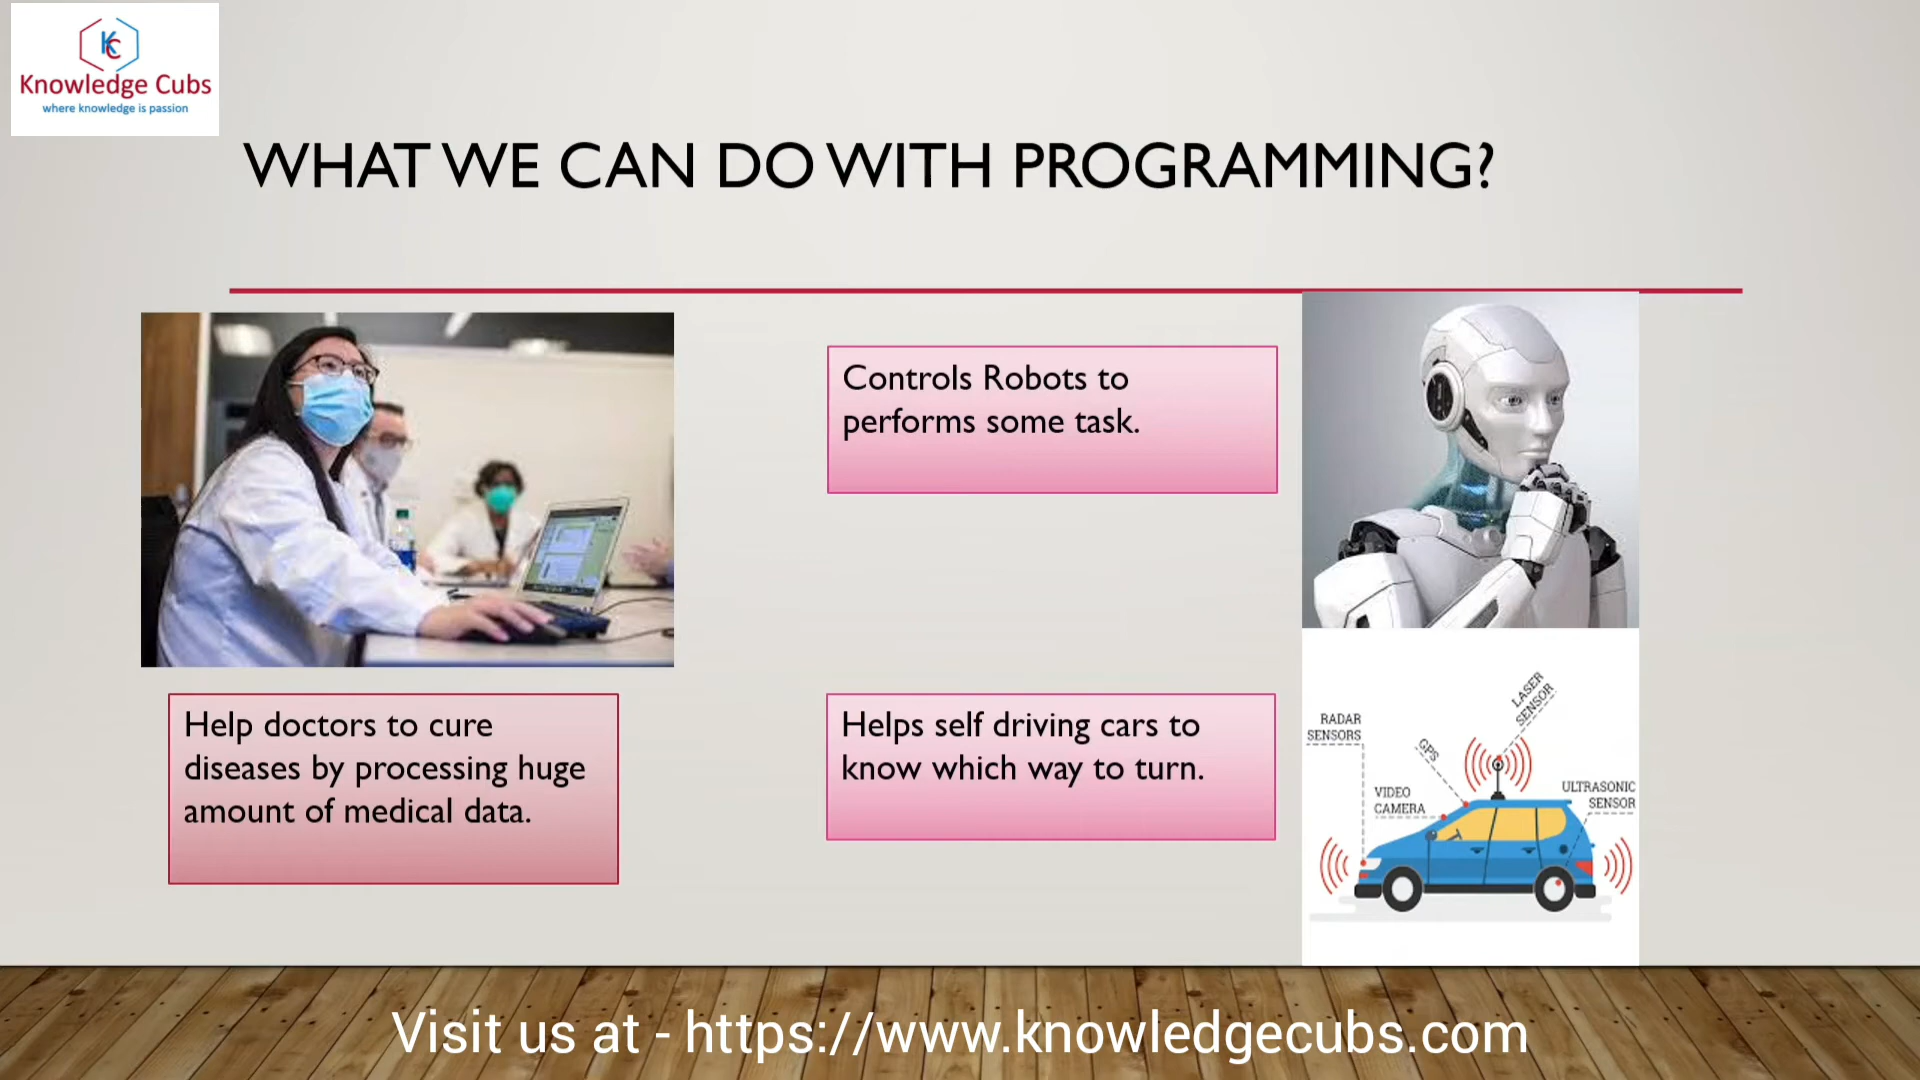 KC
Knowledge Cubs
where knowledge is passion
WHAT WE CAN DO WITH PROGRAMMING?
Controls Robots to
performs some task.
Help doctors to cure
diseases by processing huge
amount of medical data.
Helps self driving cars to
know which way to turn.
LASER
SENSOR
RADAR
SENSORS
GPS
VIDEO
CAMERA
ULTRASONIC
SENSOR
Visit us at - https://www.knowledgecubs.com